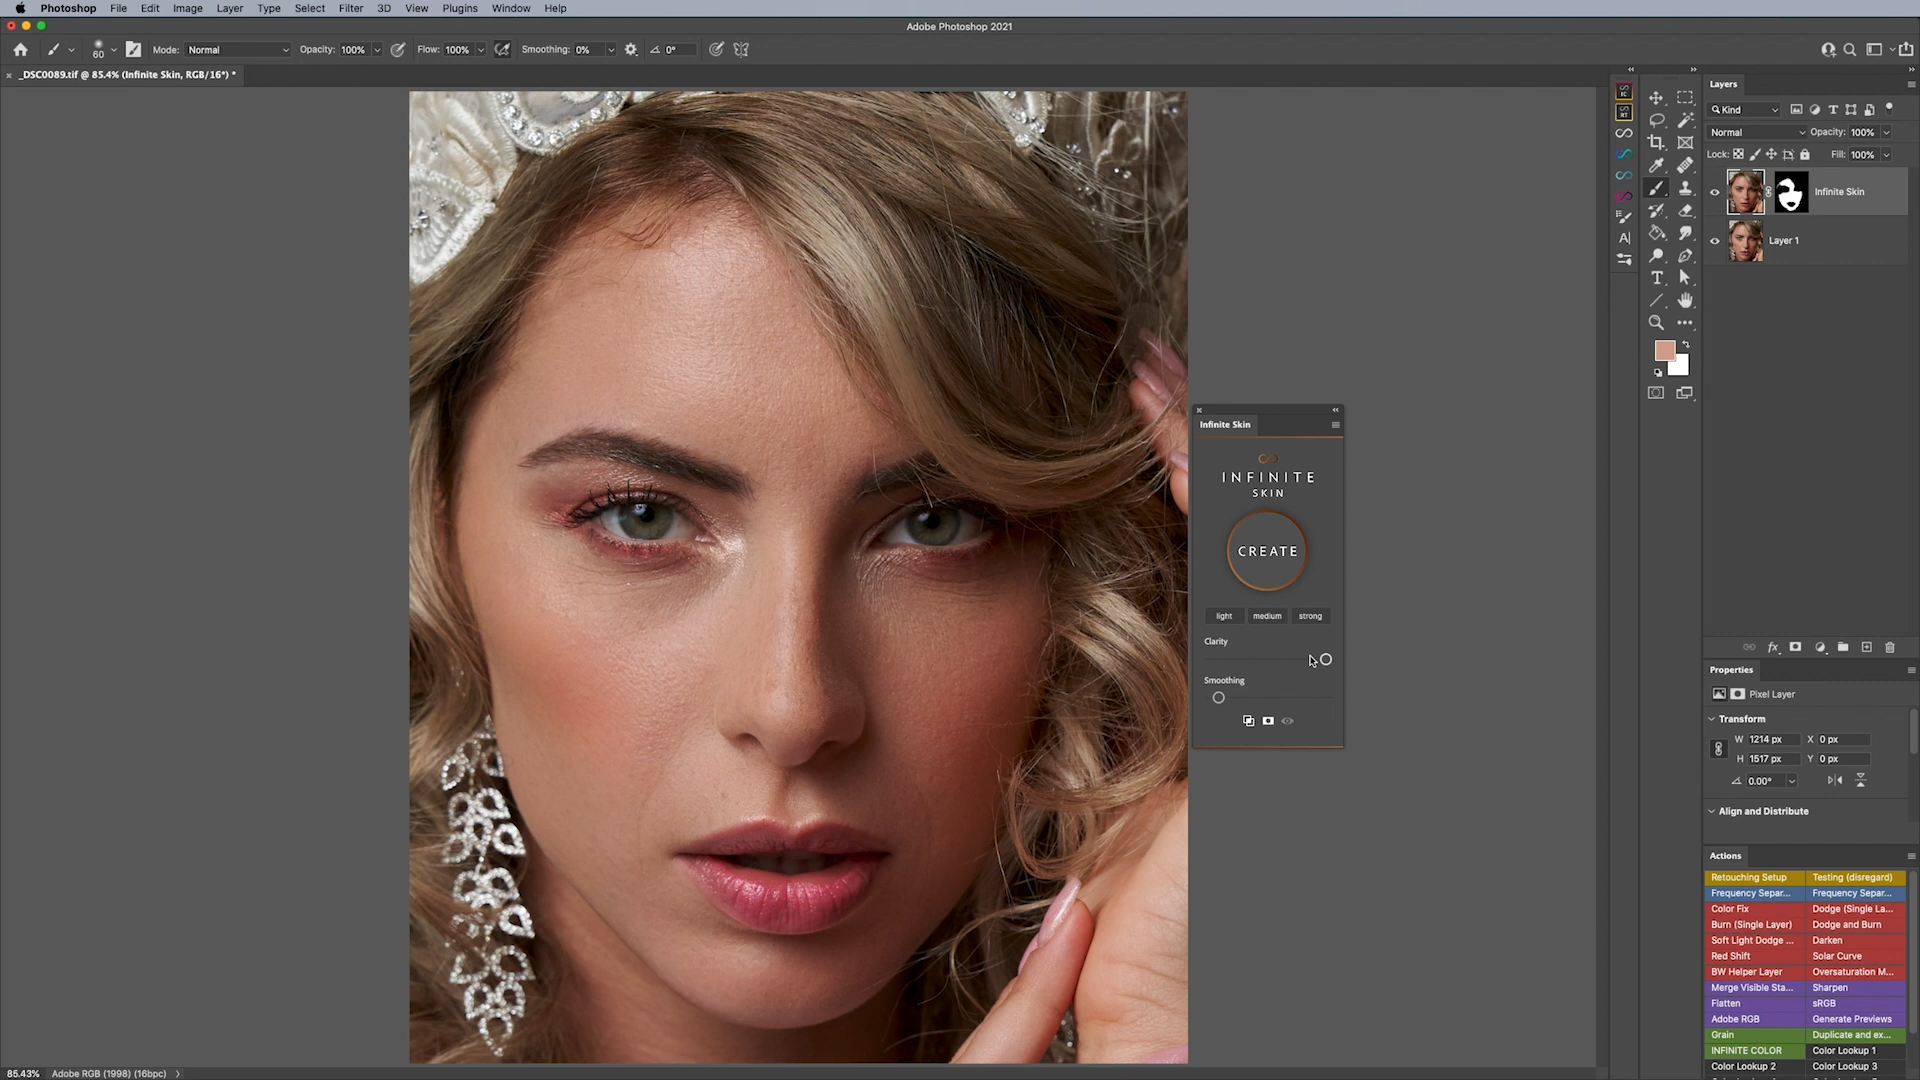 Photoshop File Edit Image Layer Type Select Filter 3D View Plugins Window Help
Adobe Photoshop 2021
60 Mode: Normal Opacity: 100% Flow: 100% Smoothing: 0% 0°
_DSC0089.tif @ 85.4% (Infinite Skin, RGB/16*) *
Layers
Kind
Normal Opacity: 100%
Lock: Fill: 100%
Infinite Skin
Layer 1
Infinite Skin
INFINITE
SKIN
CREATE
light medium strong
Clarity
Smoothing
Properties
Pixel Layer
Transform
W 1214 px X 0 px
H 1517 px Y 0 px
0.00°
Align and Distribute
Actions
Retouching Setup Testing (disregard)
Frequency Separ... Frequency Separ...
Color Fix Dodge (Single La...
Burn (Single Layer) Dodge and Burn
Soft Light Dodge ... Darken
Red Shift Solar Curve
BW Helper Layer Oversaturation M...
Merge Visible Sta... Sharpen
Flatten sRGB
Adobe RGB Generate Previews
Grain Duplicate and ex...
INFINITE COLOR Color Lookup 1
Color Lookup 2 Color Lookup 3
85.43% Adobe RGB (1998) (16bpc)